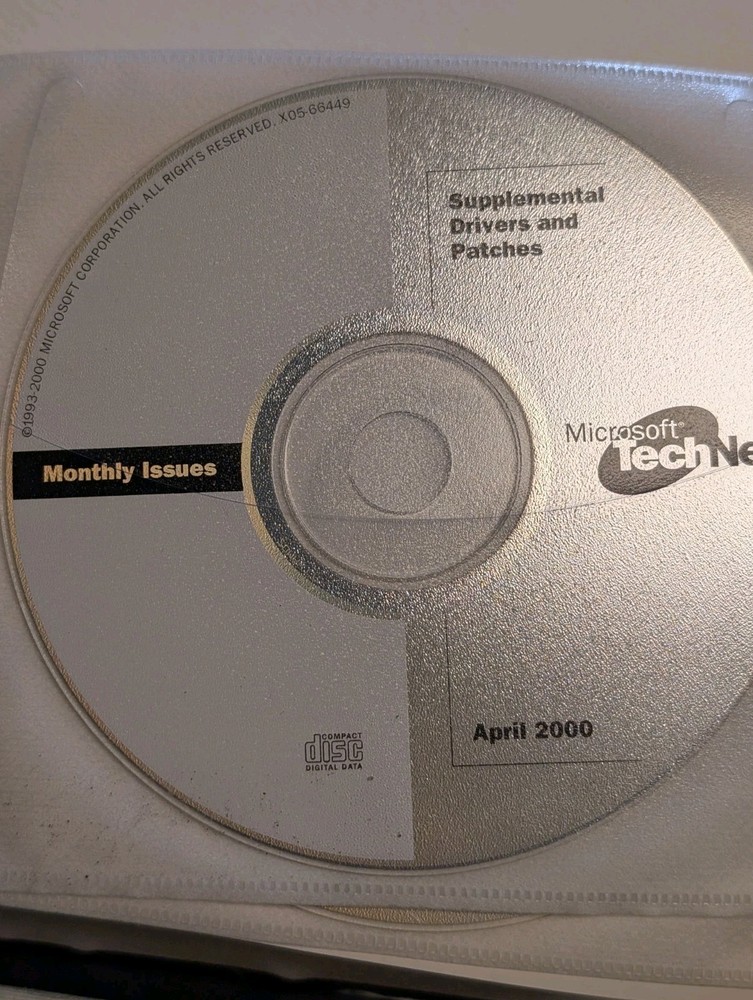 ©1993-2000 MICROSOFT CORPORATION. ALL RIGHTS RESERVED. X05-66449
Supplemental
Drivers and
Patches
Monthly Issues
Microsoft®
TechNe
April 2000
COMPACT
disc
DIGITAL DATA